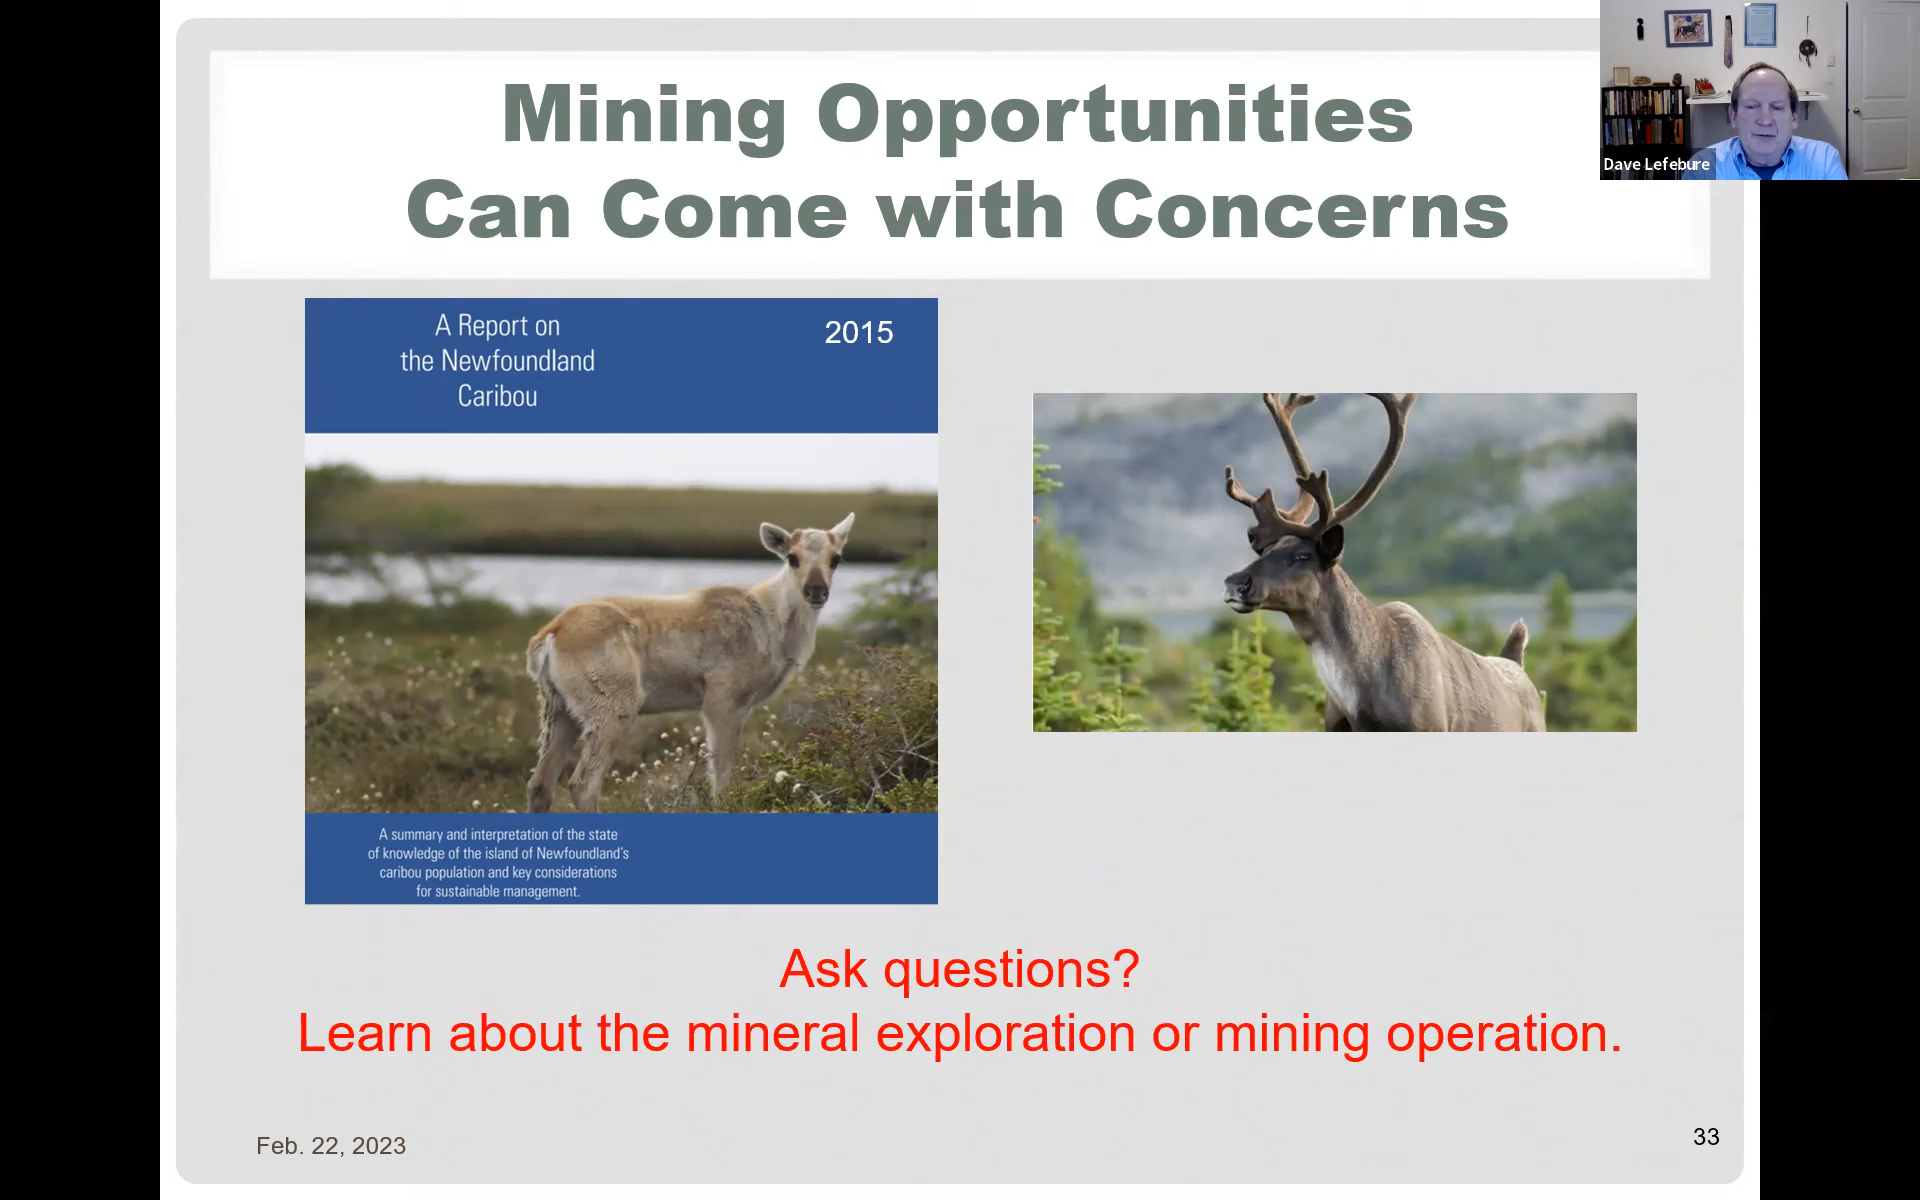 Mining Opportunities
Can Come with Concerns
Dave Lefebure
A Report on
the Newfoundland
Caribou
2015
A summary and interpretation of the state
of knowledge of the island of Newfoundland's
caribou population and key considerations
for sustainable management.
Ask questions?
Learn about the mineral exploration or mining operation.
Feb. 22, 2023
33